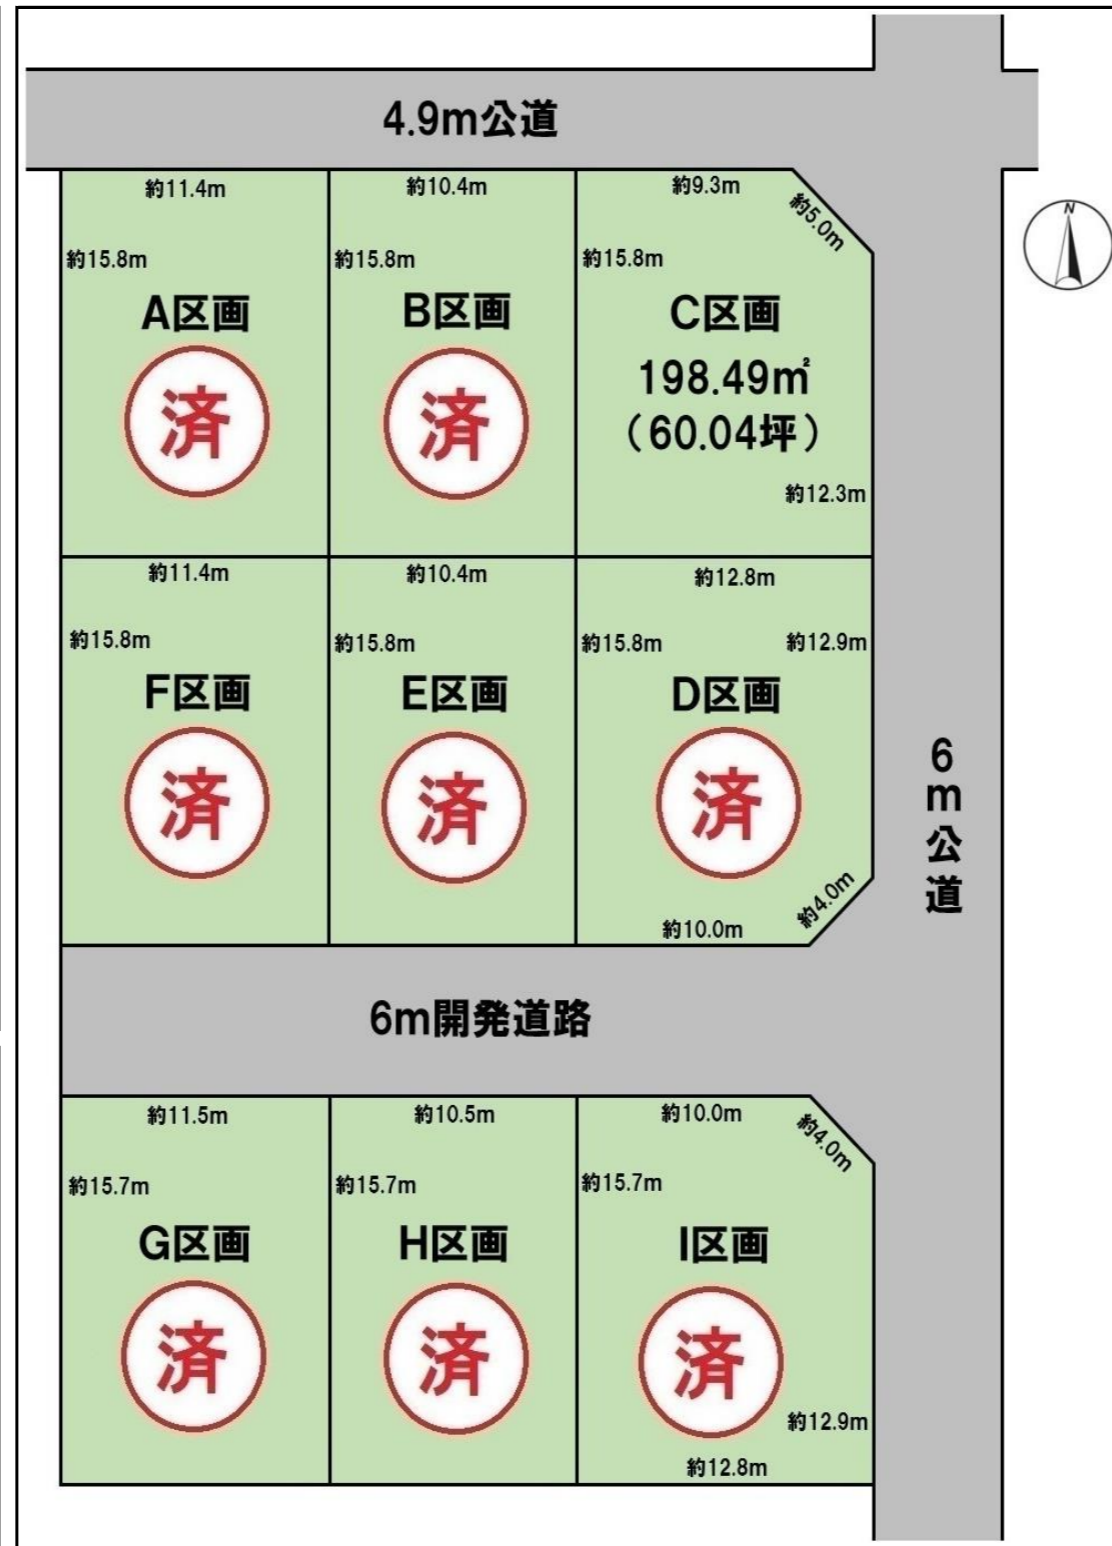 4.9m公道
約11.4m
約10.4m
約9.3m
約5.0m
N
約15.8m
約15.8m
約15.8m
A区画
B区画
C区画
198.49㎡
（60.04坪）
済
済
約12.3m
約11.4m
約10.4m
約12.8m
約15.8m
約15.8m
約15.8m
約12.9m
F区画
E区画
D区画
済
済
済
6m公道
約4.0m
約10.0m
6m開発道路
約11.5m
約10.5m
約10.0m
約4.0m
約15.7m
約15.7m
約15.7m
G区画
H区画
I区画
済
済
済
約12.9m
約12.8m